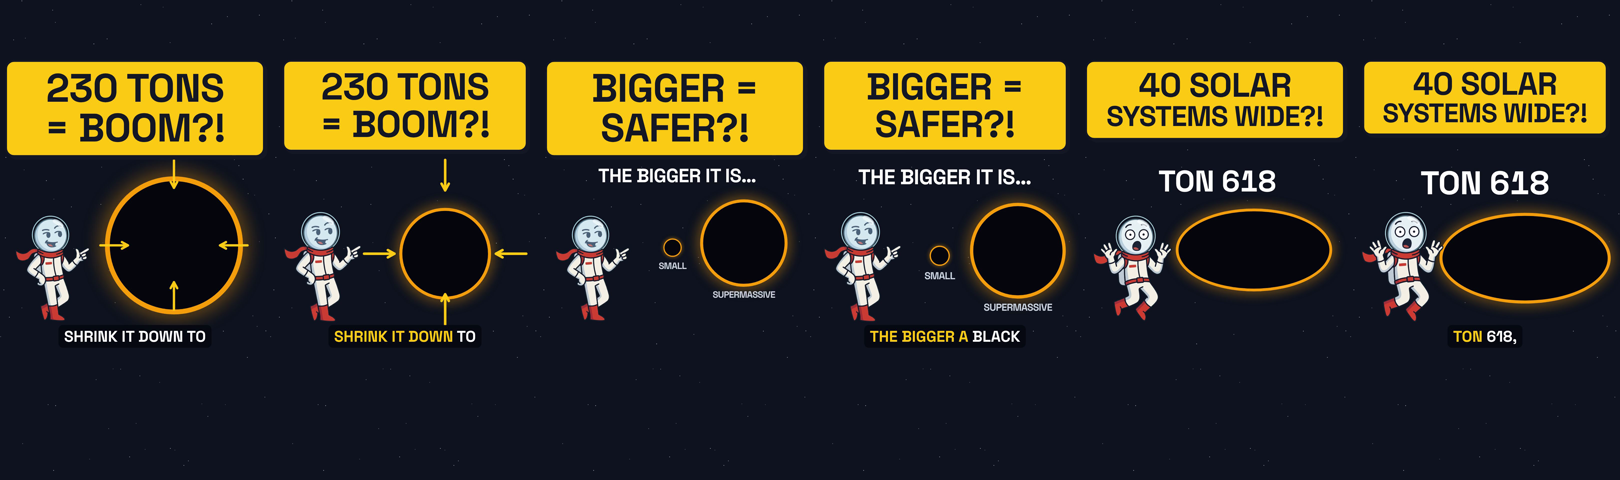 230 TONS
= BOOM?!
SHRINK IT DOWN TO
230 TONS
= BOOM?!
SHRINK IT DOWN TO
BIGGER =
SAFER?!
THE BIGGER IT IS...
SMALL
SUPERMASSIVE
BIGGER =
SAFER?!
THE BIGGER IT IS...
SMALL
SUPERMASSIVE
THE BIGGER A BLACK
40 SOLAR
SYSTEMS WIDE?!
TON 618
40 SOLAR
SYSTEMS WIDE?!
TON 618
TON 618,